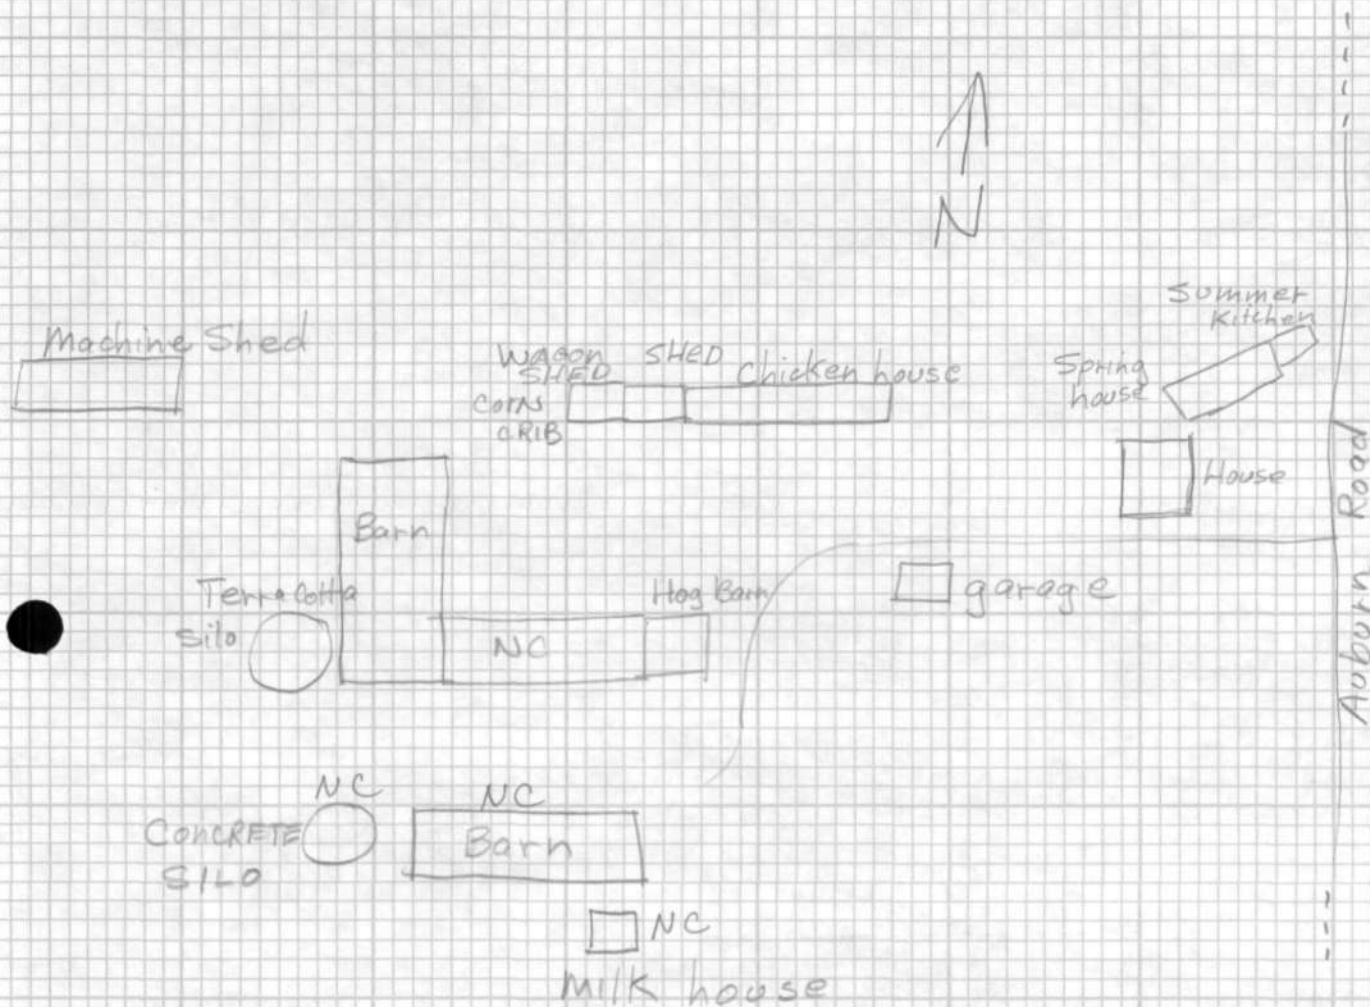 N
Summer
Kitchen
Machine Shed
Wagon
SHED
SHED
Chicken house
Corn
CRIB
Spring
house
House
Auburn Road
Barn
Terra Cotta
Silo
NC
Hog Barn
garage
NC
CONCRETE
SILO
NC
Barn
NC
Milk house